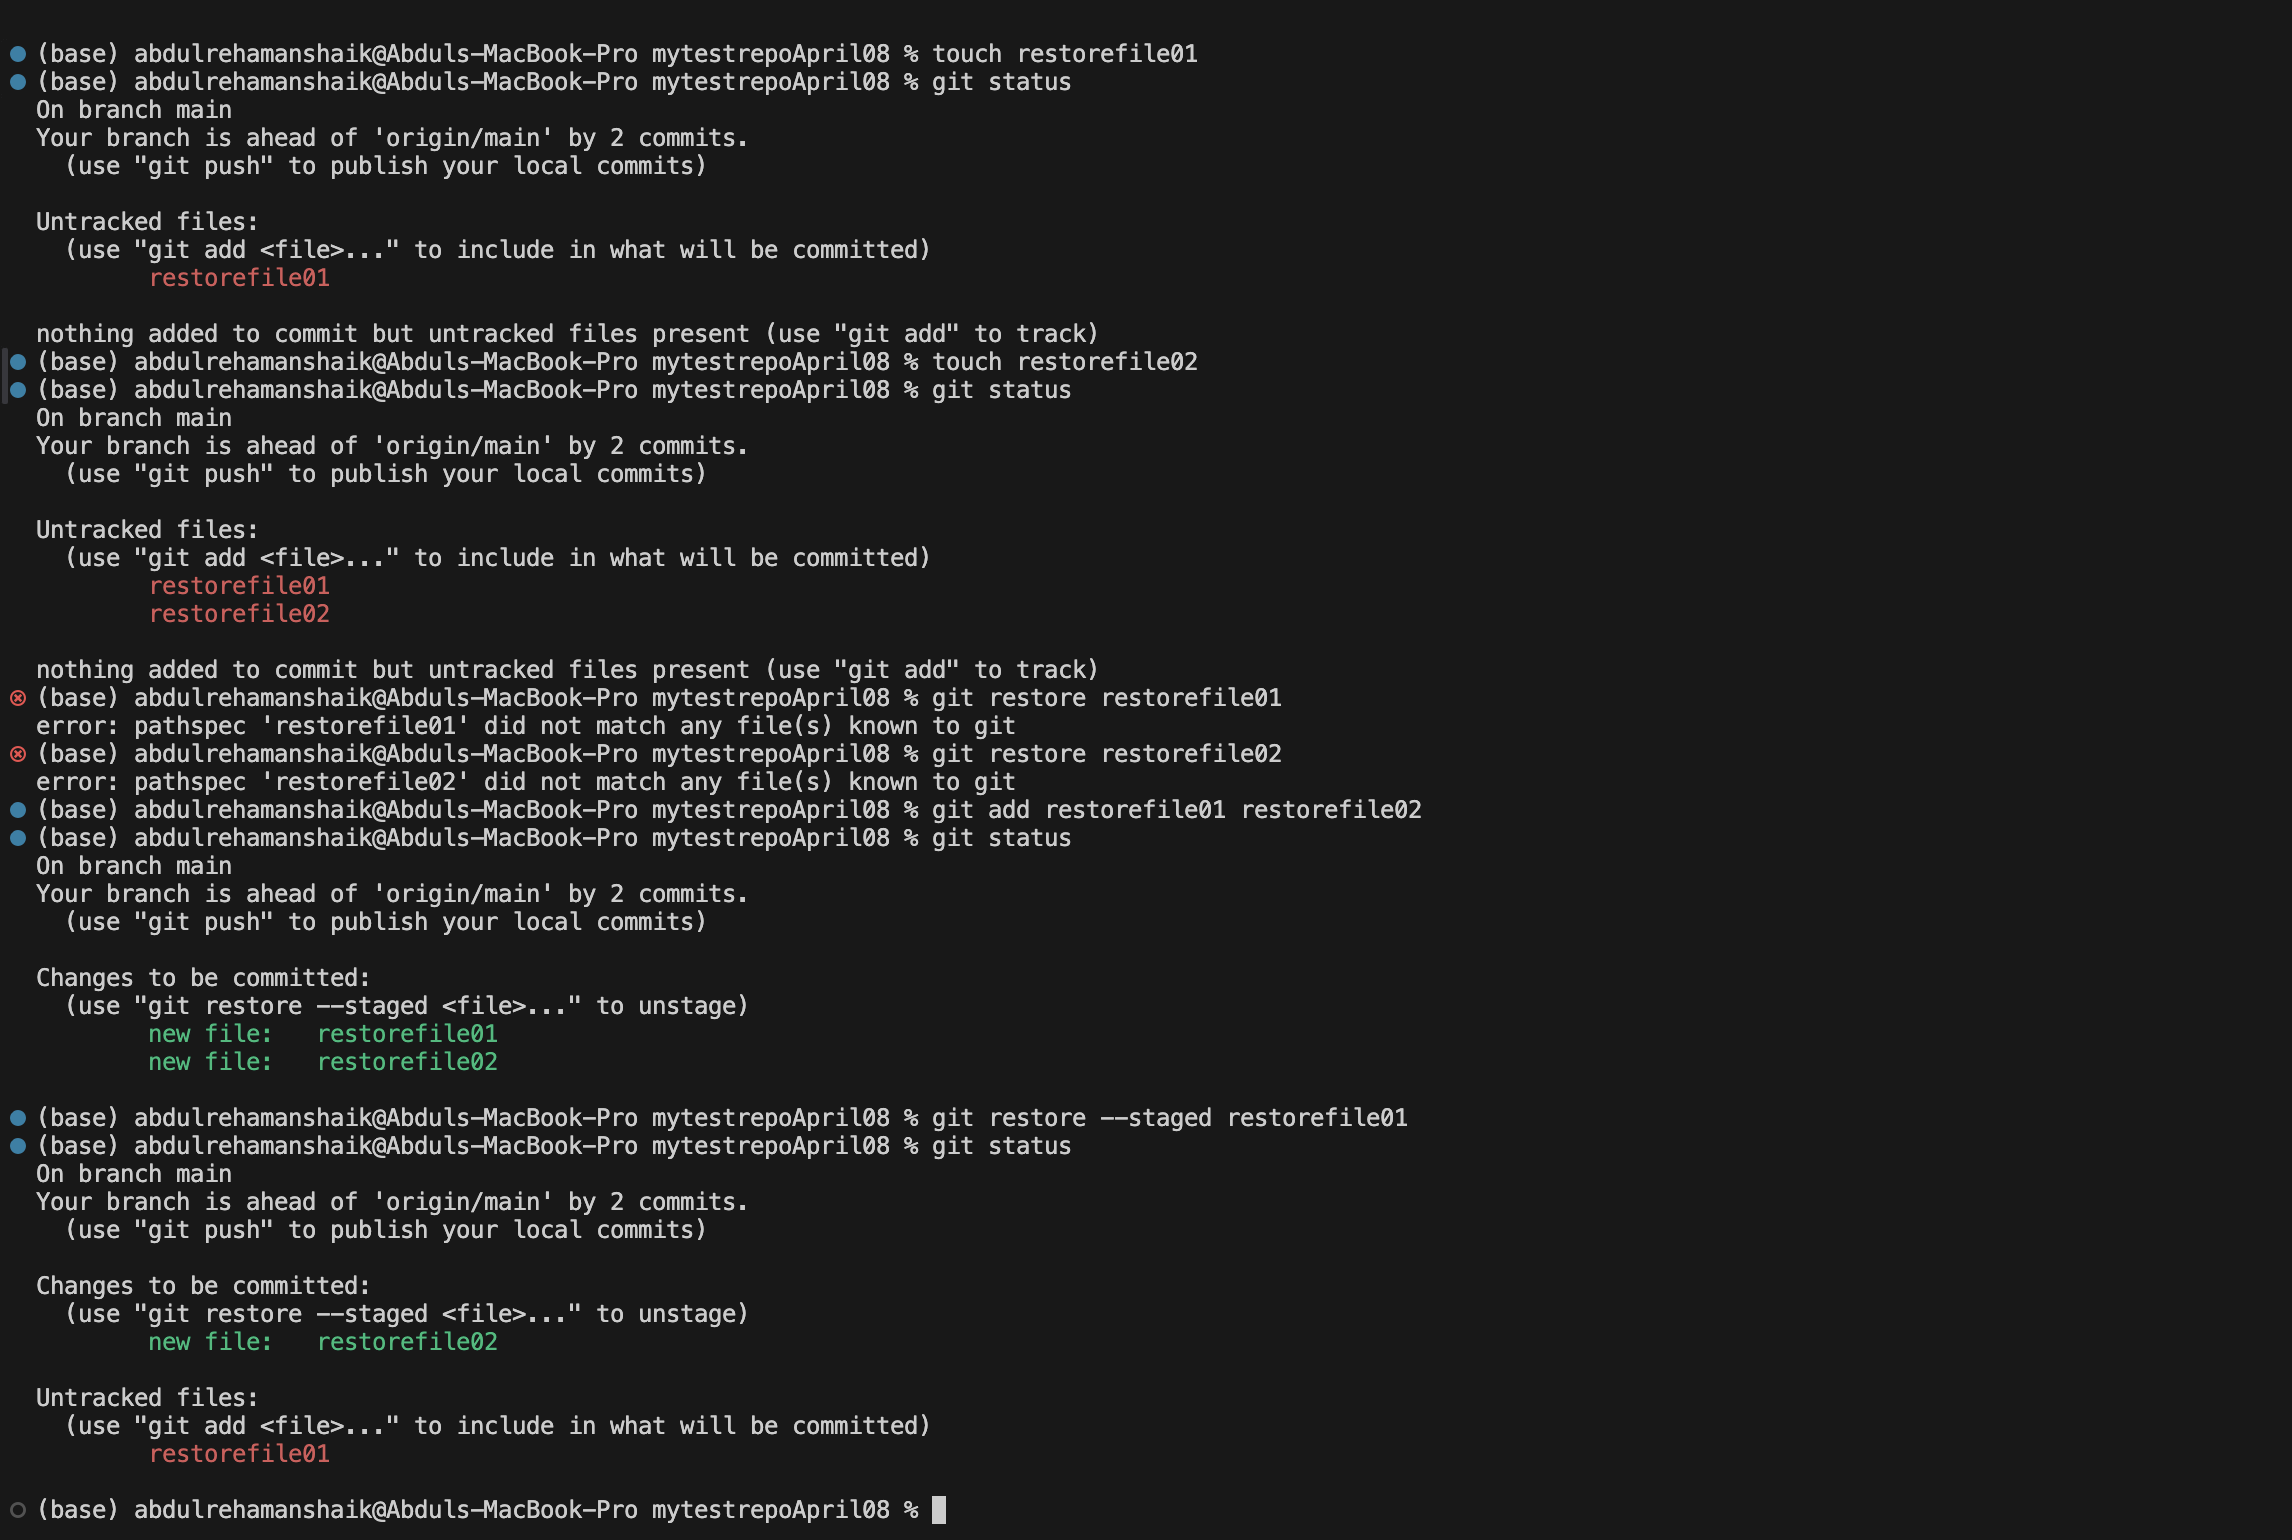 (base) abdulrehamanshaik@Abduls-MacBook-Pro mytestrepoApril08 % touch restorefile01
(base) abdulrehamanshaik@Abduls-MacBook-Pro mytestrepoApril08 % git status
On branch main
Your branch is ahead of 'origin/main' by 2 commits.
  (use "git push" to publish your local commits)

Untracked files:
  (use "git add <file>..." to include in what will be committed)
        restorefile01

nothing added to commit but untracked files present (use "git add" to track)
(base) abdulrehamanshaik@Abduls-MacBook-Pro mytestrepoApril08 % touch restorefile02
(base) abdulrehamanshaik@Abduls-MacBook-Pro mytestrepoApril08 % git status
On branch main
Your branch is ahead of 'origin/main' by 2 commits.
  (use "git push" to publish your local commits)

Untracked files:
  (use "git add <file>..." to include in what will be committed)
        restorefile01
        restorefile02

nothing added to commit but untracked files present (use "git add" to track)
(base) abdulrehamanshaik@Abduls-MacBook-Pro mytestrepoApril08 % git restore restorefile01
error: pathspec 'restorefile01' did not match any file(s) known to git
(base) abdulrehamanshaik@Abduls-MacBook-Pro mytestrepoApril08 % git restore restorefile02
error: pathspec 'restorefile02' did not match any file(s) known to git
(base) abdulrehamanshaik@Abduls-MacBook-Pro mytestrepoApril08 % git add restorefile01 restorefile02
(base) abdulrehamanshaik@Abduls-MacBook-Pro mytestrepoApril08 % git status
On branch main
Your branch is ahead of 'origin/main' by 2 commits.
  (use "git push" to publish your local commits)

Changes to be committed:
  (use "git restore --staged <file>..." to unstage)
        new file:   restorefile01
        new file:   restorefile02

(base) abdulrehamanshaik@Abduls-MacBook-Pro mytestrepoApril08 % git restore --staged restorefile01
(base) abdulrehamanshaik@Abduls-MacBook-Pro mytestrepoApril08 % git status
On branch main
Your branch is ahead of 'origin/main' by 2 commits.
  (use "git push" to publish your local commits)

Changes to be committed:
  (use "git restore --staged <file>..." to unstage)
        new file:   restorefile02

Untracked files:
  (use "git add <file>..." to include in what will be committed)
        restorefile01

(base) abdulrehamanshaik@Abduls-MacBook-Pro mytestrepoApril08 %